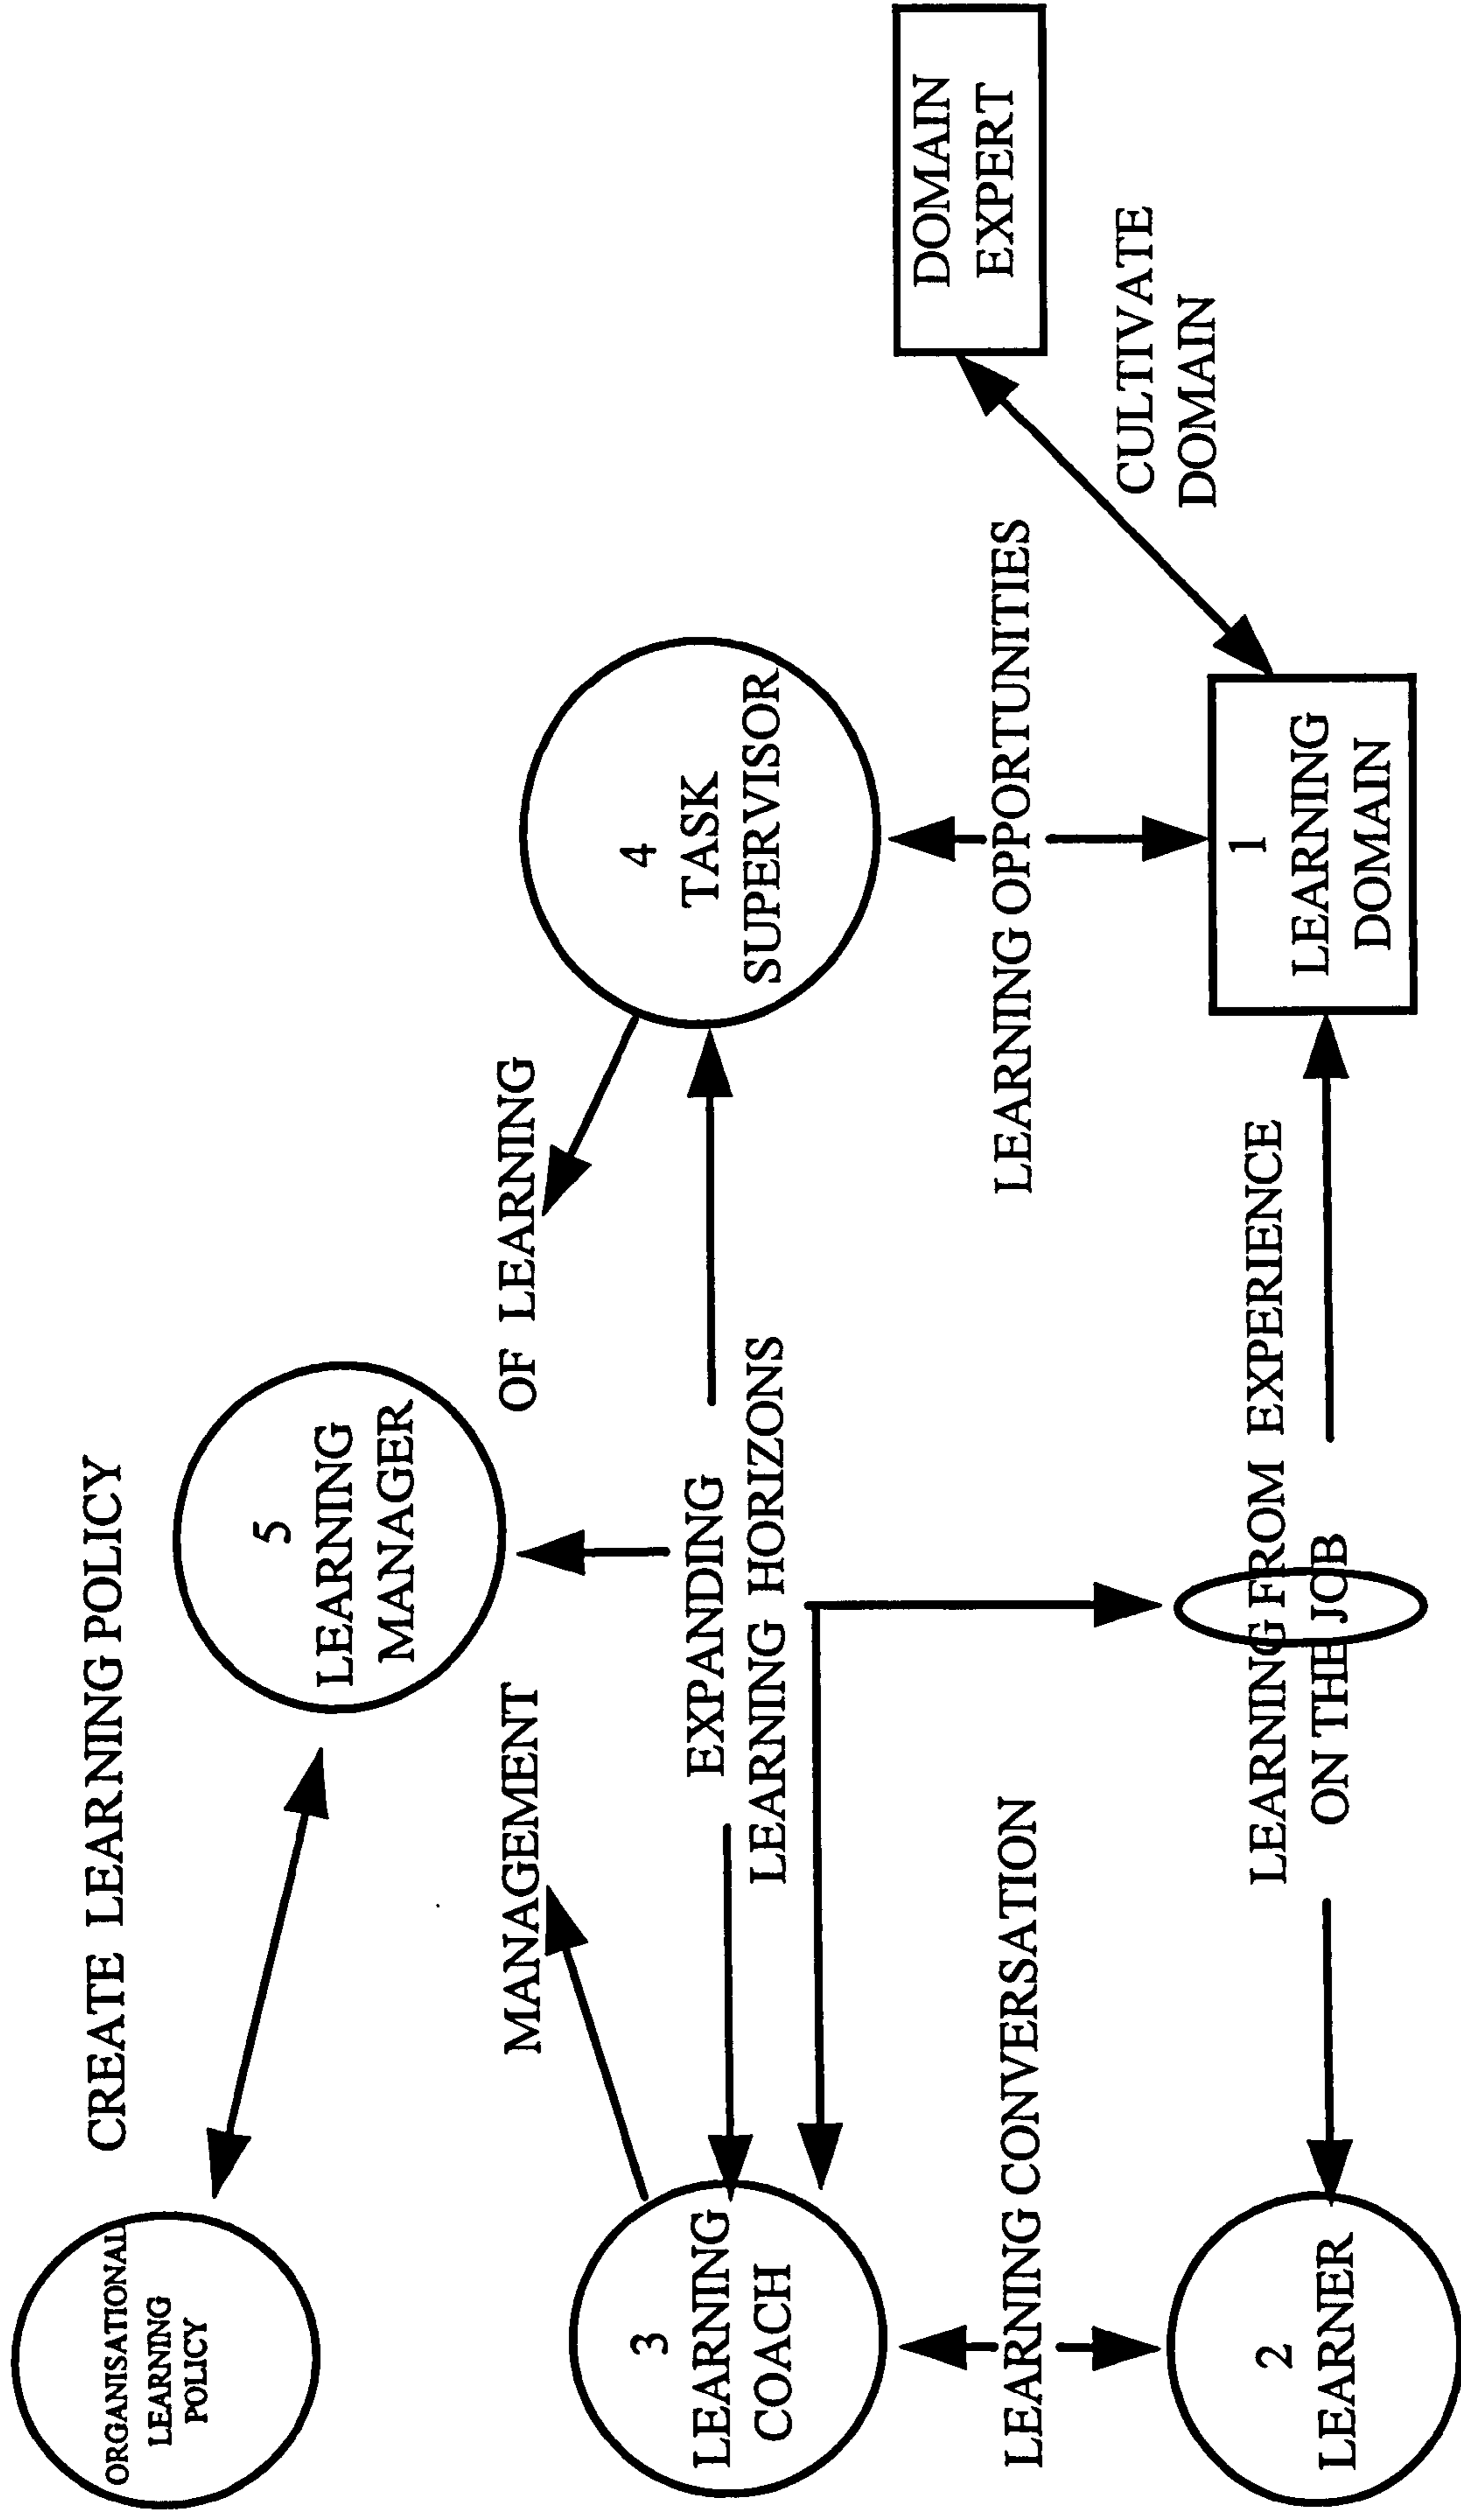 CREATE LEARNING POLICY
ORGANISATIONAL
LEARNING
POLICY
5
LEARNING
MANAGER
MANAGEMENT
OF LEARNING
3
LEARNING
COACH
EXPANDING
LEARNING HORIZONS
4
TASK
SUPERVISOR
DOMAIN
EXPERT
LEARNING CONVERSATION
LEARNING OPPORTUNITIES
CULTIVATE
DOMAIN
2
LEARNER
LEARNING FROM EXPERIENCE
ON THE JOB
1
LEARNING
DOMAIN